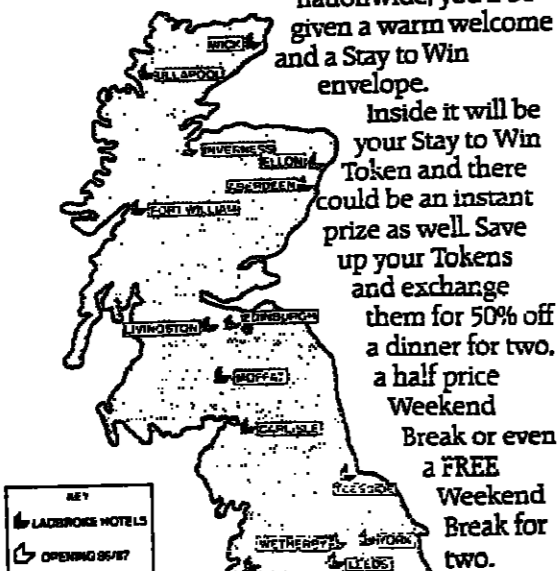 given a warm welcome
and a Stay to Win
envelope.
Inside it will be
your Stay to Win
Token and there
could be an instant
prize as well. Save
up your Tokens
and exchange
them for 50% off
a dinner for two,
a half price
Weekend
Break or even
a FREE
Weekend
Break for
two.
WICK
ULLAPOOL
INVERNESS
ELLON
ABERDEEN
FORT WILLIAM
EDINBURGH
LIVINGSTON
MOFFAT
CARLISLE
TEESSIDE
WETHERBY
YORK
LEEDS
KEY
LADBROKE HOTELS
OPENING 86/87